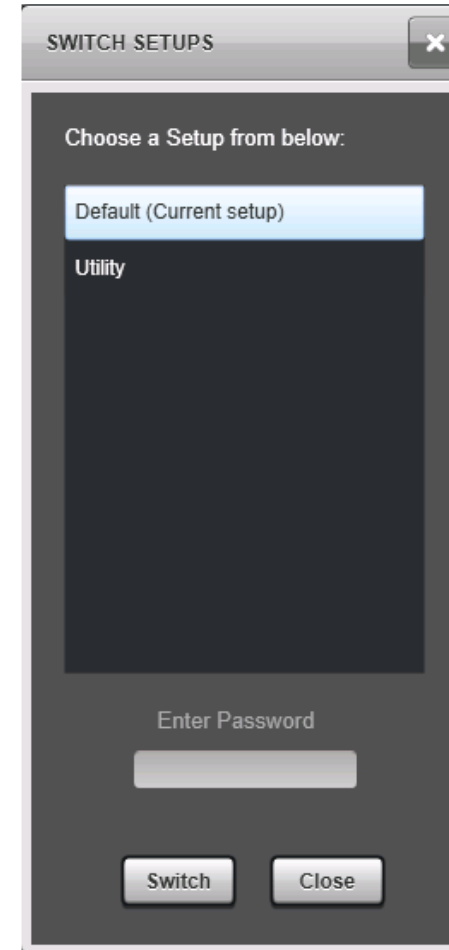 SWITCH SETUPS
Choose a Setup from below:
Default (Current setup)
Utility
Enter Password
Switch
Close